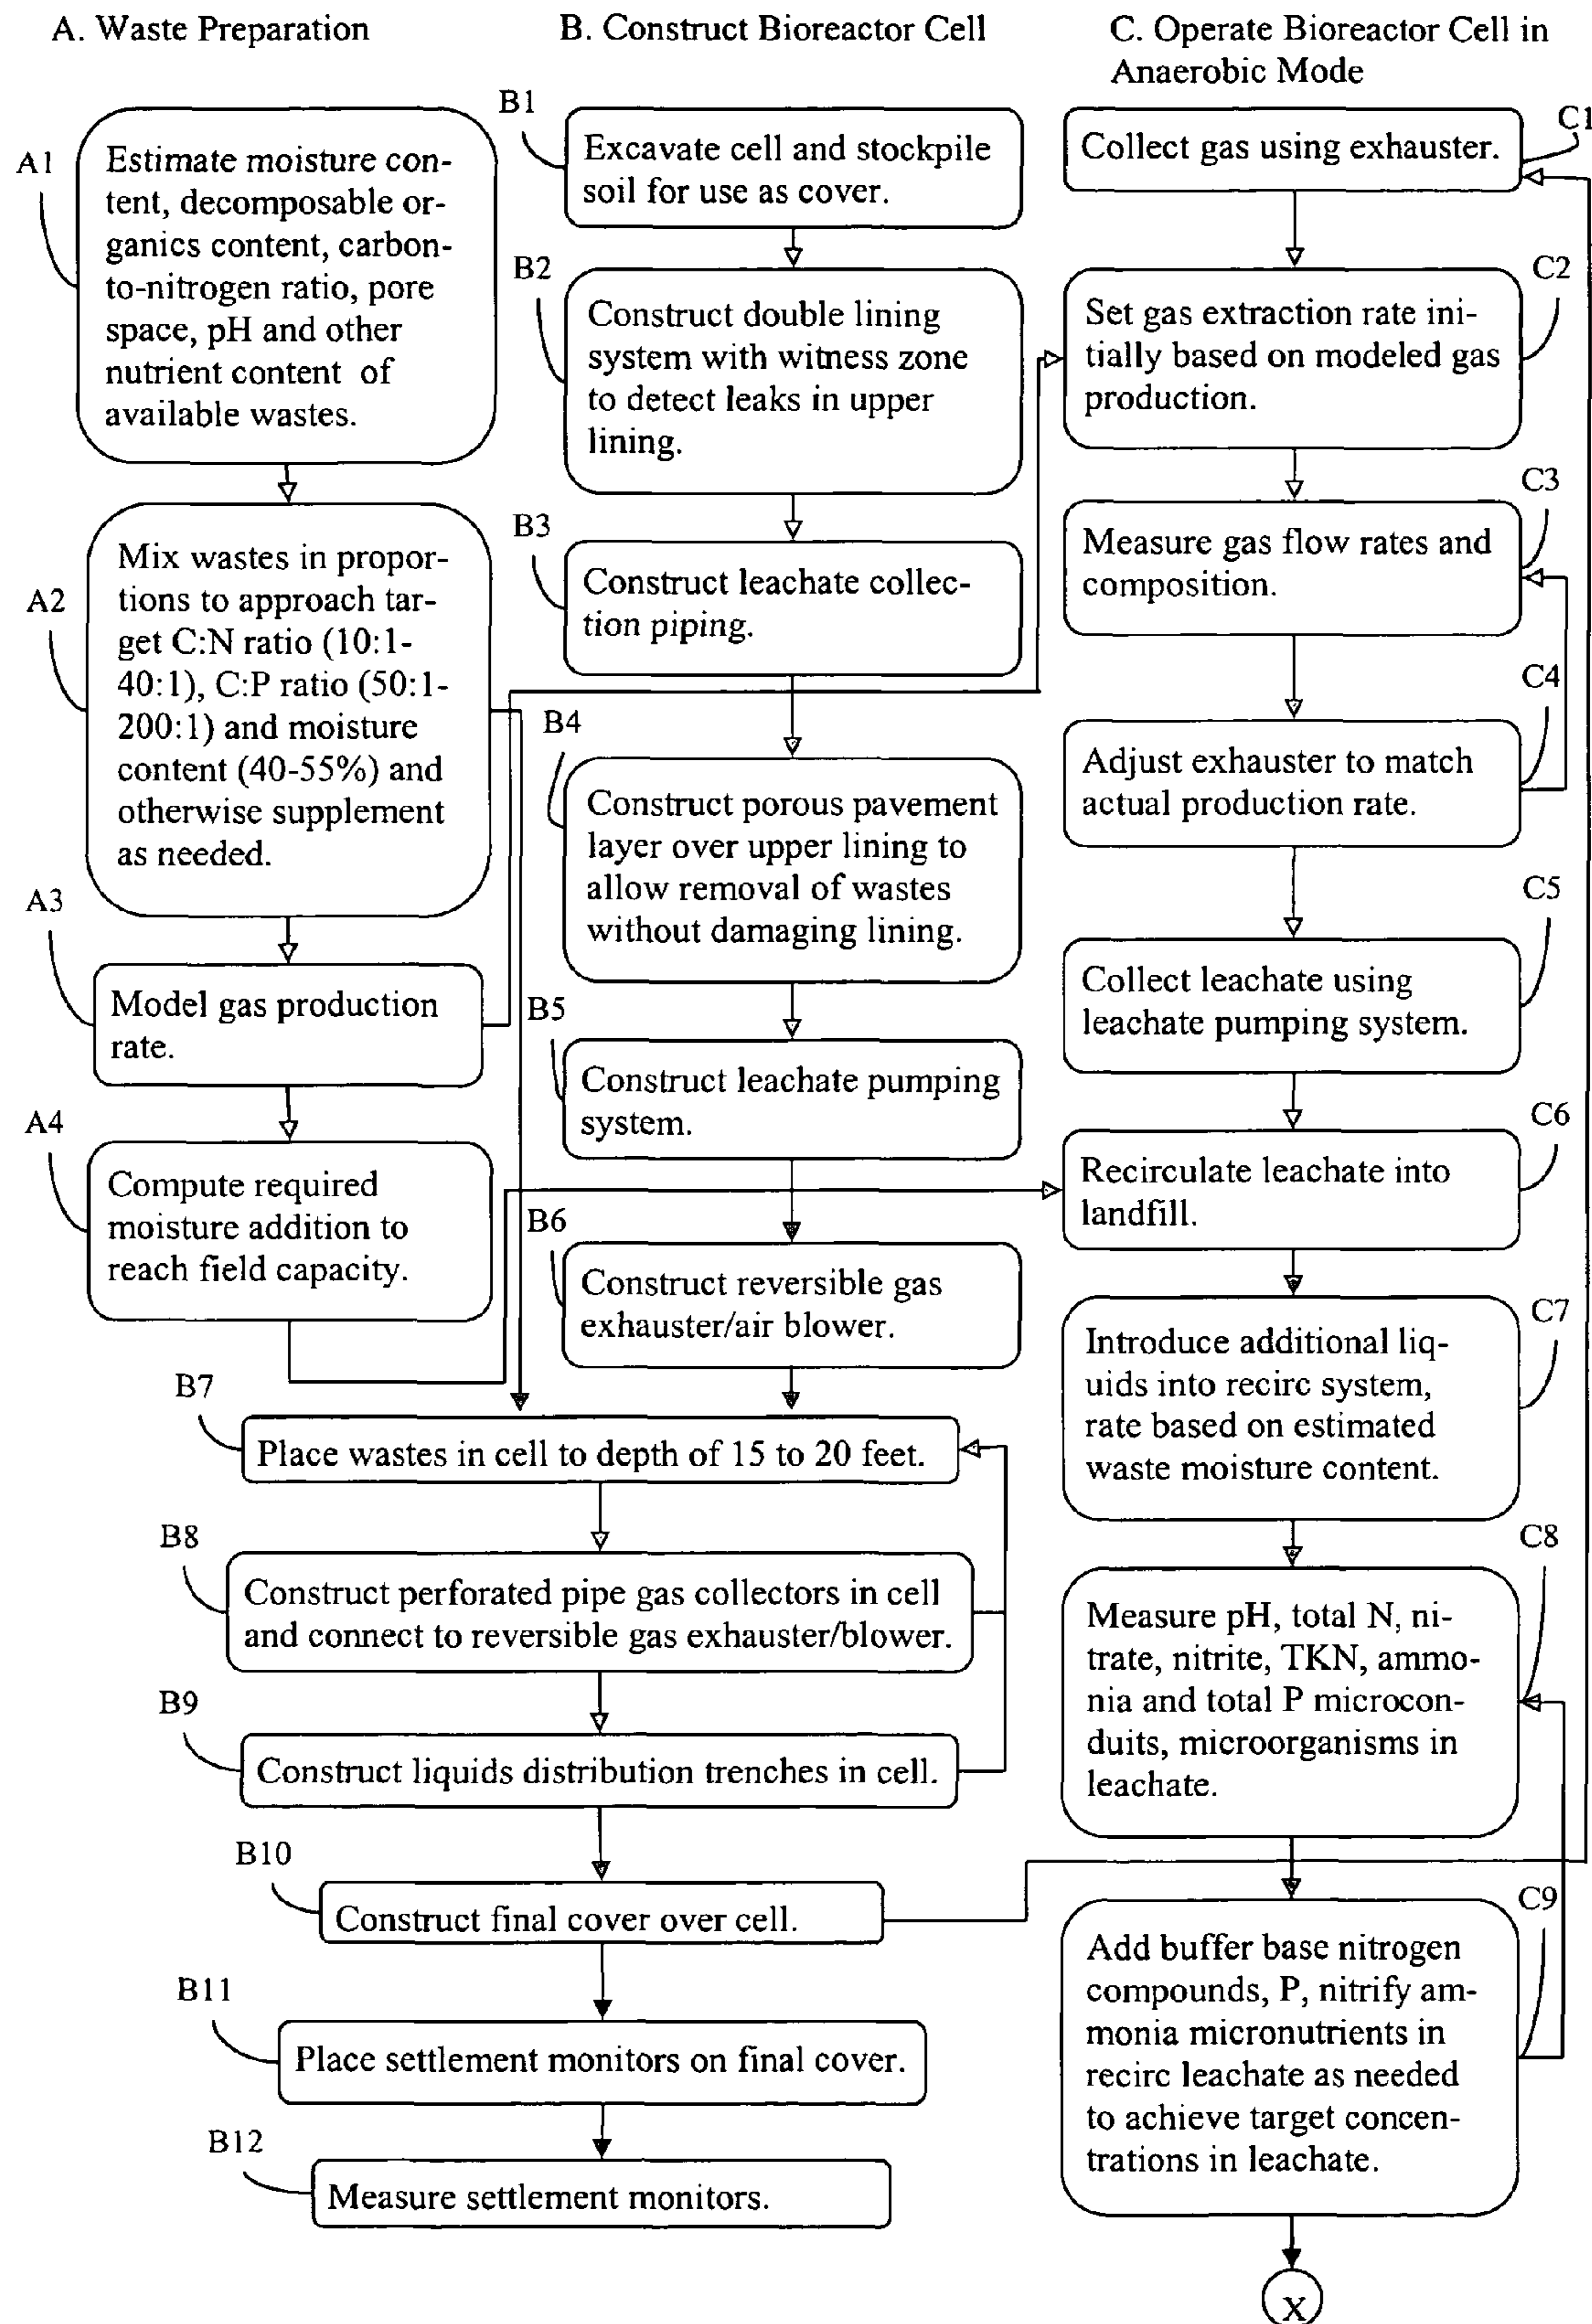 A. Waste Preparation
A1
Estimate moisture con-
tent, decomposable or-
ganics content, carbon-
to-nitrogen ratio, pore
space, pH and other
nutrient content of
available wastes.
A2
Mix wastes in propor-
tions to approach tar-
get C:N ratio (10:1-
40:1), C:P ratio (50:1-
200:1) and moisture
content (40-55%) and
otherwise supplement
as needed.
A3
Model gas production
rate.
A4
Compute required
moisture addition to
reach field capacity.
B. Construct Bioreactor Cell
B1
Excavate cell and stockpile
soil for use as cover.
B2
Construct double lining
system with witness zone
to detect leaks in upper
lining.
B3
Construct leachate collec-
tion piping.
B4
Construct porous pavement
layer over upper lining to
allow removal of wastes
without damaging lining.
B5
Construct leachate pumping
system.
B6
Construct reversible gas
exhauster/air blower.
B7
Place wastes in cell to depth of 15 to 20 feet.
B8
Construct perforated pipe gas collectors in cell
and connect to reversible gas exhauster/blower.
B9
Construct liquids distribution trenches in cell.
B10
Construct final cover over cell.
B11
Place settlement monitors on final cover.
B12
Measure settlement monitors.
C. Operate Bioreactor Cell in
Anaerobic Mode
C1
Collect gas using exhauster.
C2
Set gas extraction rate ini-
tially based on modeled gas
production.
C3
Measure gas flow rates and
composition.
C4
Adjust exhauster to match
actual production rate.
C5
Collect leachate using
leachate pumping system.
C6
Recirculate leachate into
landfill.
C7
Introduce additional liq-
uids into recirc system,
rate based on estimated
waste moisture content.
C8
Measure pH, total N, ni-
trate, nitrite, TKN, ammo-
nia and total P microcon-
duits, microorganisms in
leachate.
C9
Add buffer base nitrogen
compounds, P, nitrify am-
monia micronutrients in
recirc leachate as needed
to achieve target concen-
trations in leachate.
X